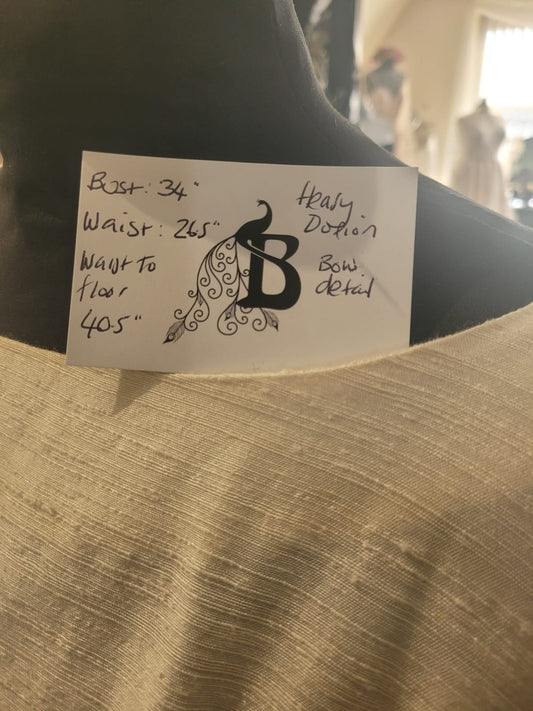 Bust: 34"
Waist: 26.5"
Waist To
floor
40.5"
B
Heavy
Dupion
Bow
detail